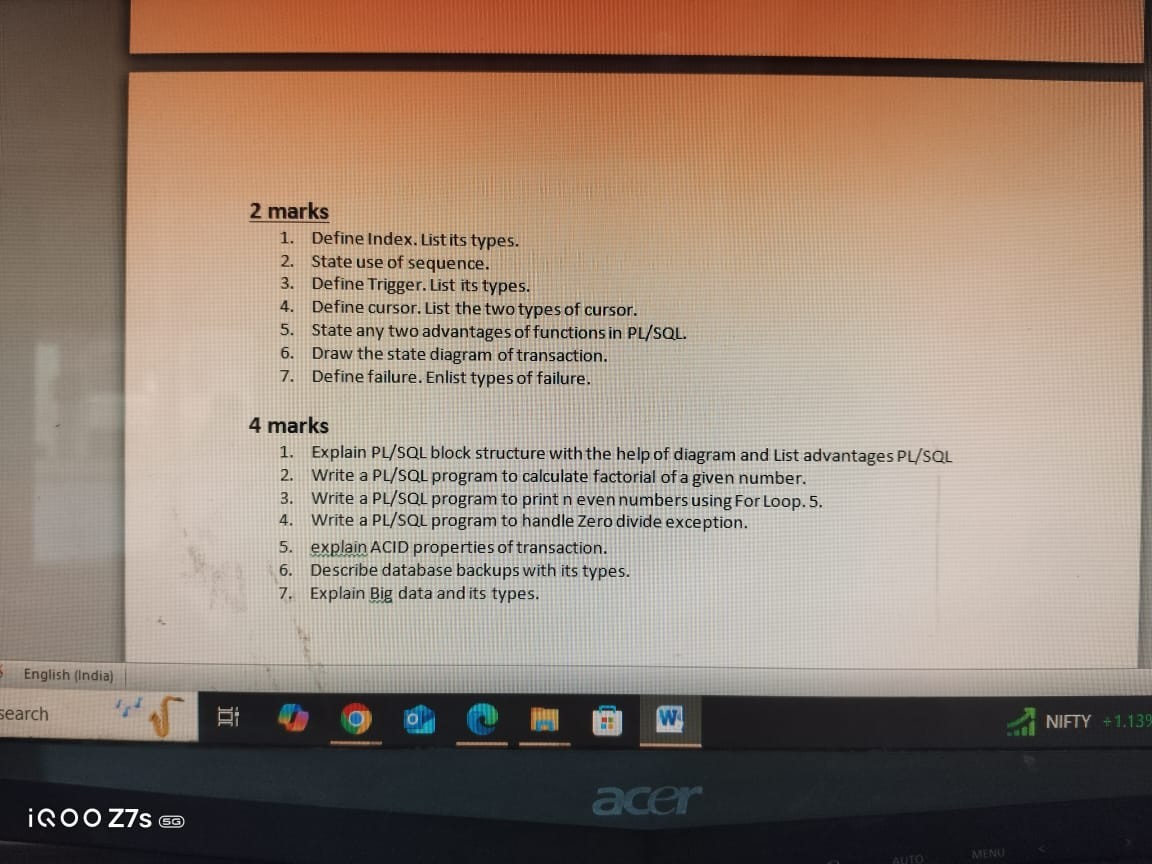 2 marks
1. Define Index. List its types.
2. State use of sequence.
3. Define Trigger. List its types.
4. Define cursor. List the two types of cursor.
5. State any two advantages of functions in PL/SQL.
6. Draw the state diagram of transaction.
7. Define failure. Enlist types of failure.
4 marks
1. Explain PL/SQL block structure with the help of diagram and List advantages PL/SQL
2. Write a PL/SQL program to calculate factorial of a given number.
3. Write a PL/SQL program to print n even numbers using For Loop. 5.
4. Write a PL/SQL program to handle Zero divide exception.
5. explain ACID properties of transaction.
6. Describe database backups with its types.
7. Explain Big data and its types.
English (India)
search
NIFTY +1.139
acer
iQOO Z7s 5G
AUTO MENU <